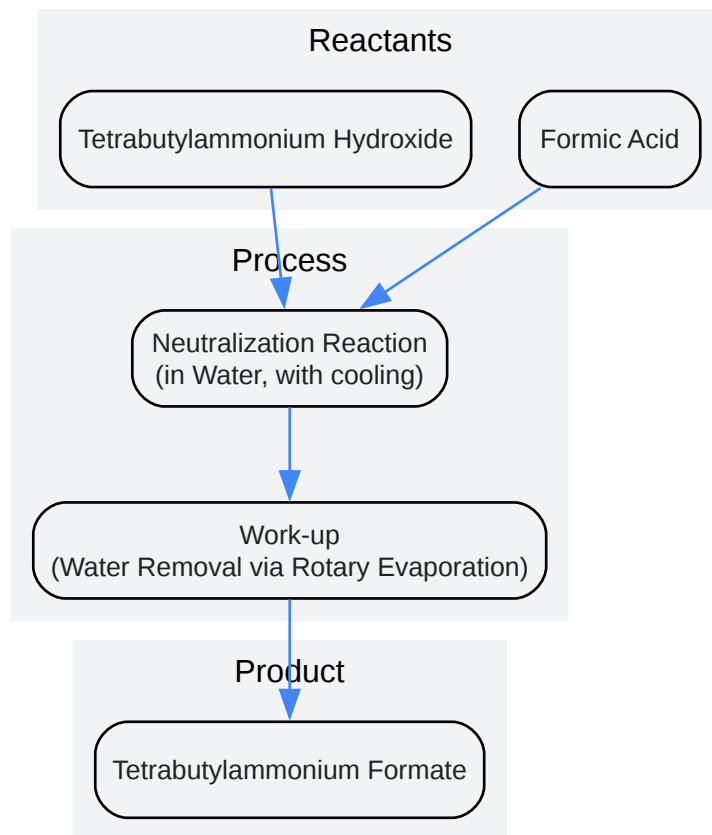 Reactants
Tetrabutylammonium Hydroxide
Formic Acid
Process
Neutralization Reaction
(in Water, with cooling)
Work-up
(Water Removal via Rotary Evaporation)
Product
Tetrabutylammonium Formate